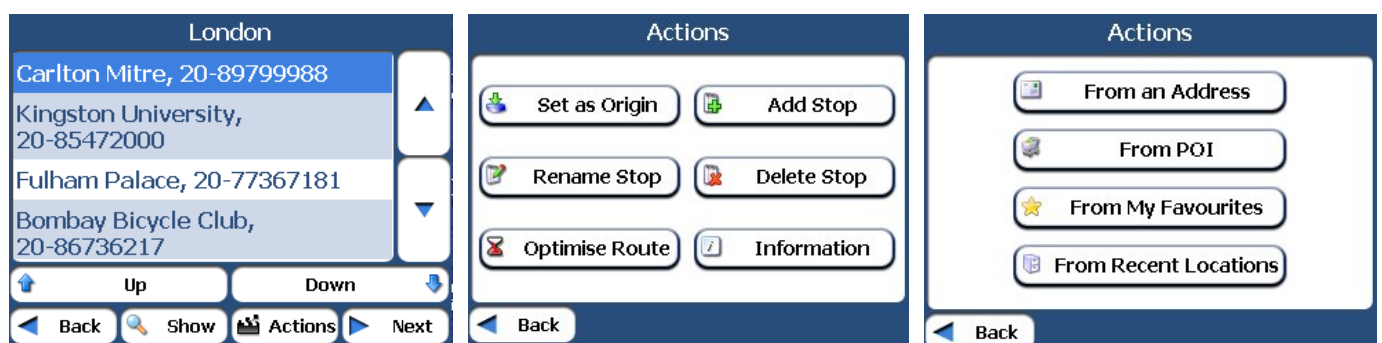 London
Carlton Mitre, 20-89799988
Kingston University,
20-85472000
Fulham Palace, 20-77367181
Bombay Bicycle Club,
20-86736217
Up
Down
Back
Show
Actions
Next
Actions
Set as Origin
Add Stop
Rename Stop
Delete Stop
Optimise Route
Information
Back
Actions
From an Address
From POI
From My Favourites
From Recent Locations
Back